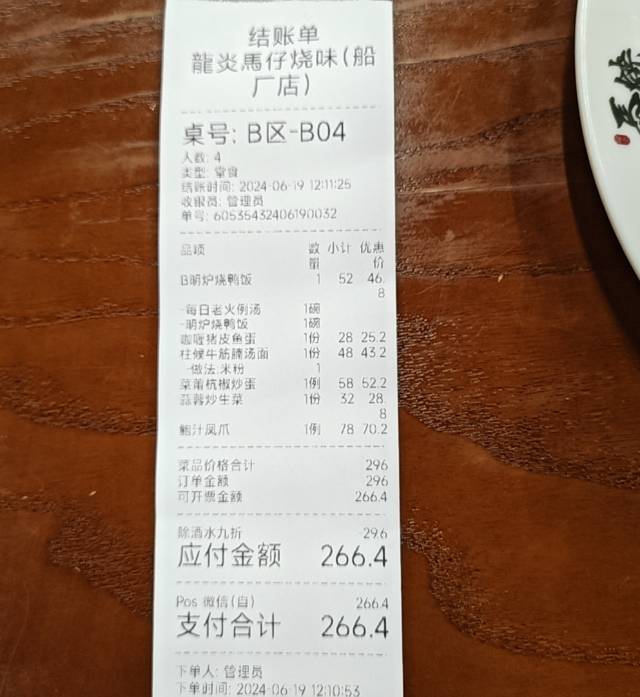 结账单
龍炎馬仔烧味(船
厂店)
桌号: B区-B04
人数: 4
类型: 堂食
结账时间: 2024-06-19 12:11:25
收银员: 管理员
单号: 60535432406190032
品项 数 小计 优惠
量 价
B明炉烧鸭饭 1 52 46.
8
-每日老火例汤 1碗
-明炉烧鸭饭 1碗
咖喱猪皮鱼蛋 1份 28 25.2
柱候牛筋腩汤面 1份 48 43.2
-做法:米粉 1
菜莆杭椒炒蛋 1例 58 52.2
蒜蓉炒生菜 1份 32 28.
8
鲍汁凤爪 1例 78 70.2
菜品价格合计 296
订单金额 296
可开票金额 266.4
除酒水九折 -29.6
应付金额 266.4
Pos 微信(自) 266.4
支付合计 266.4
下单人: 管理员
下单时间: 2024-06-19 12:10:53